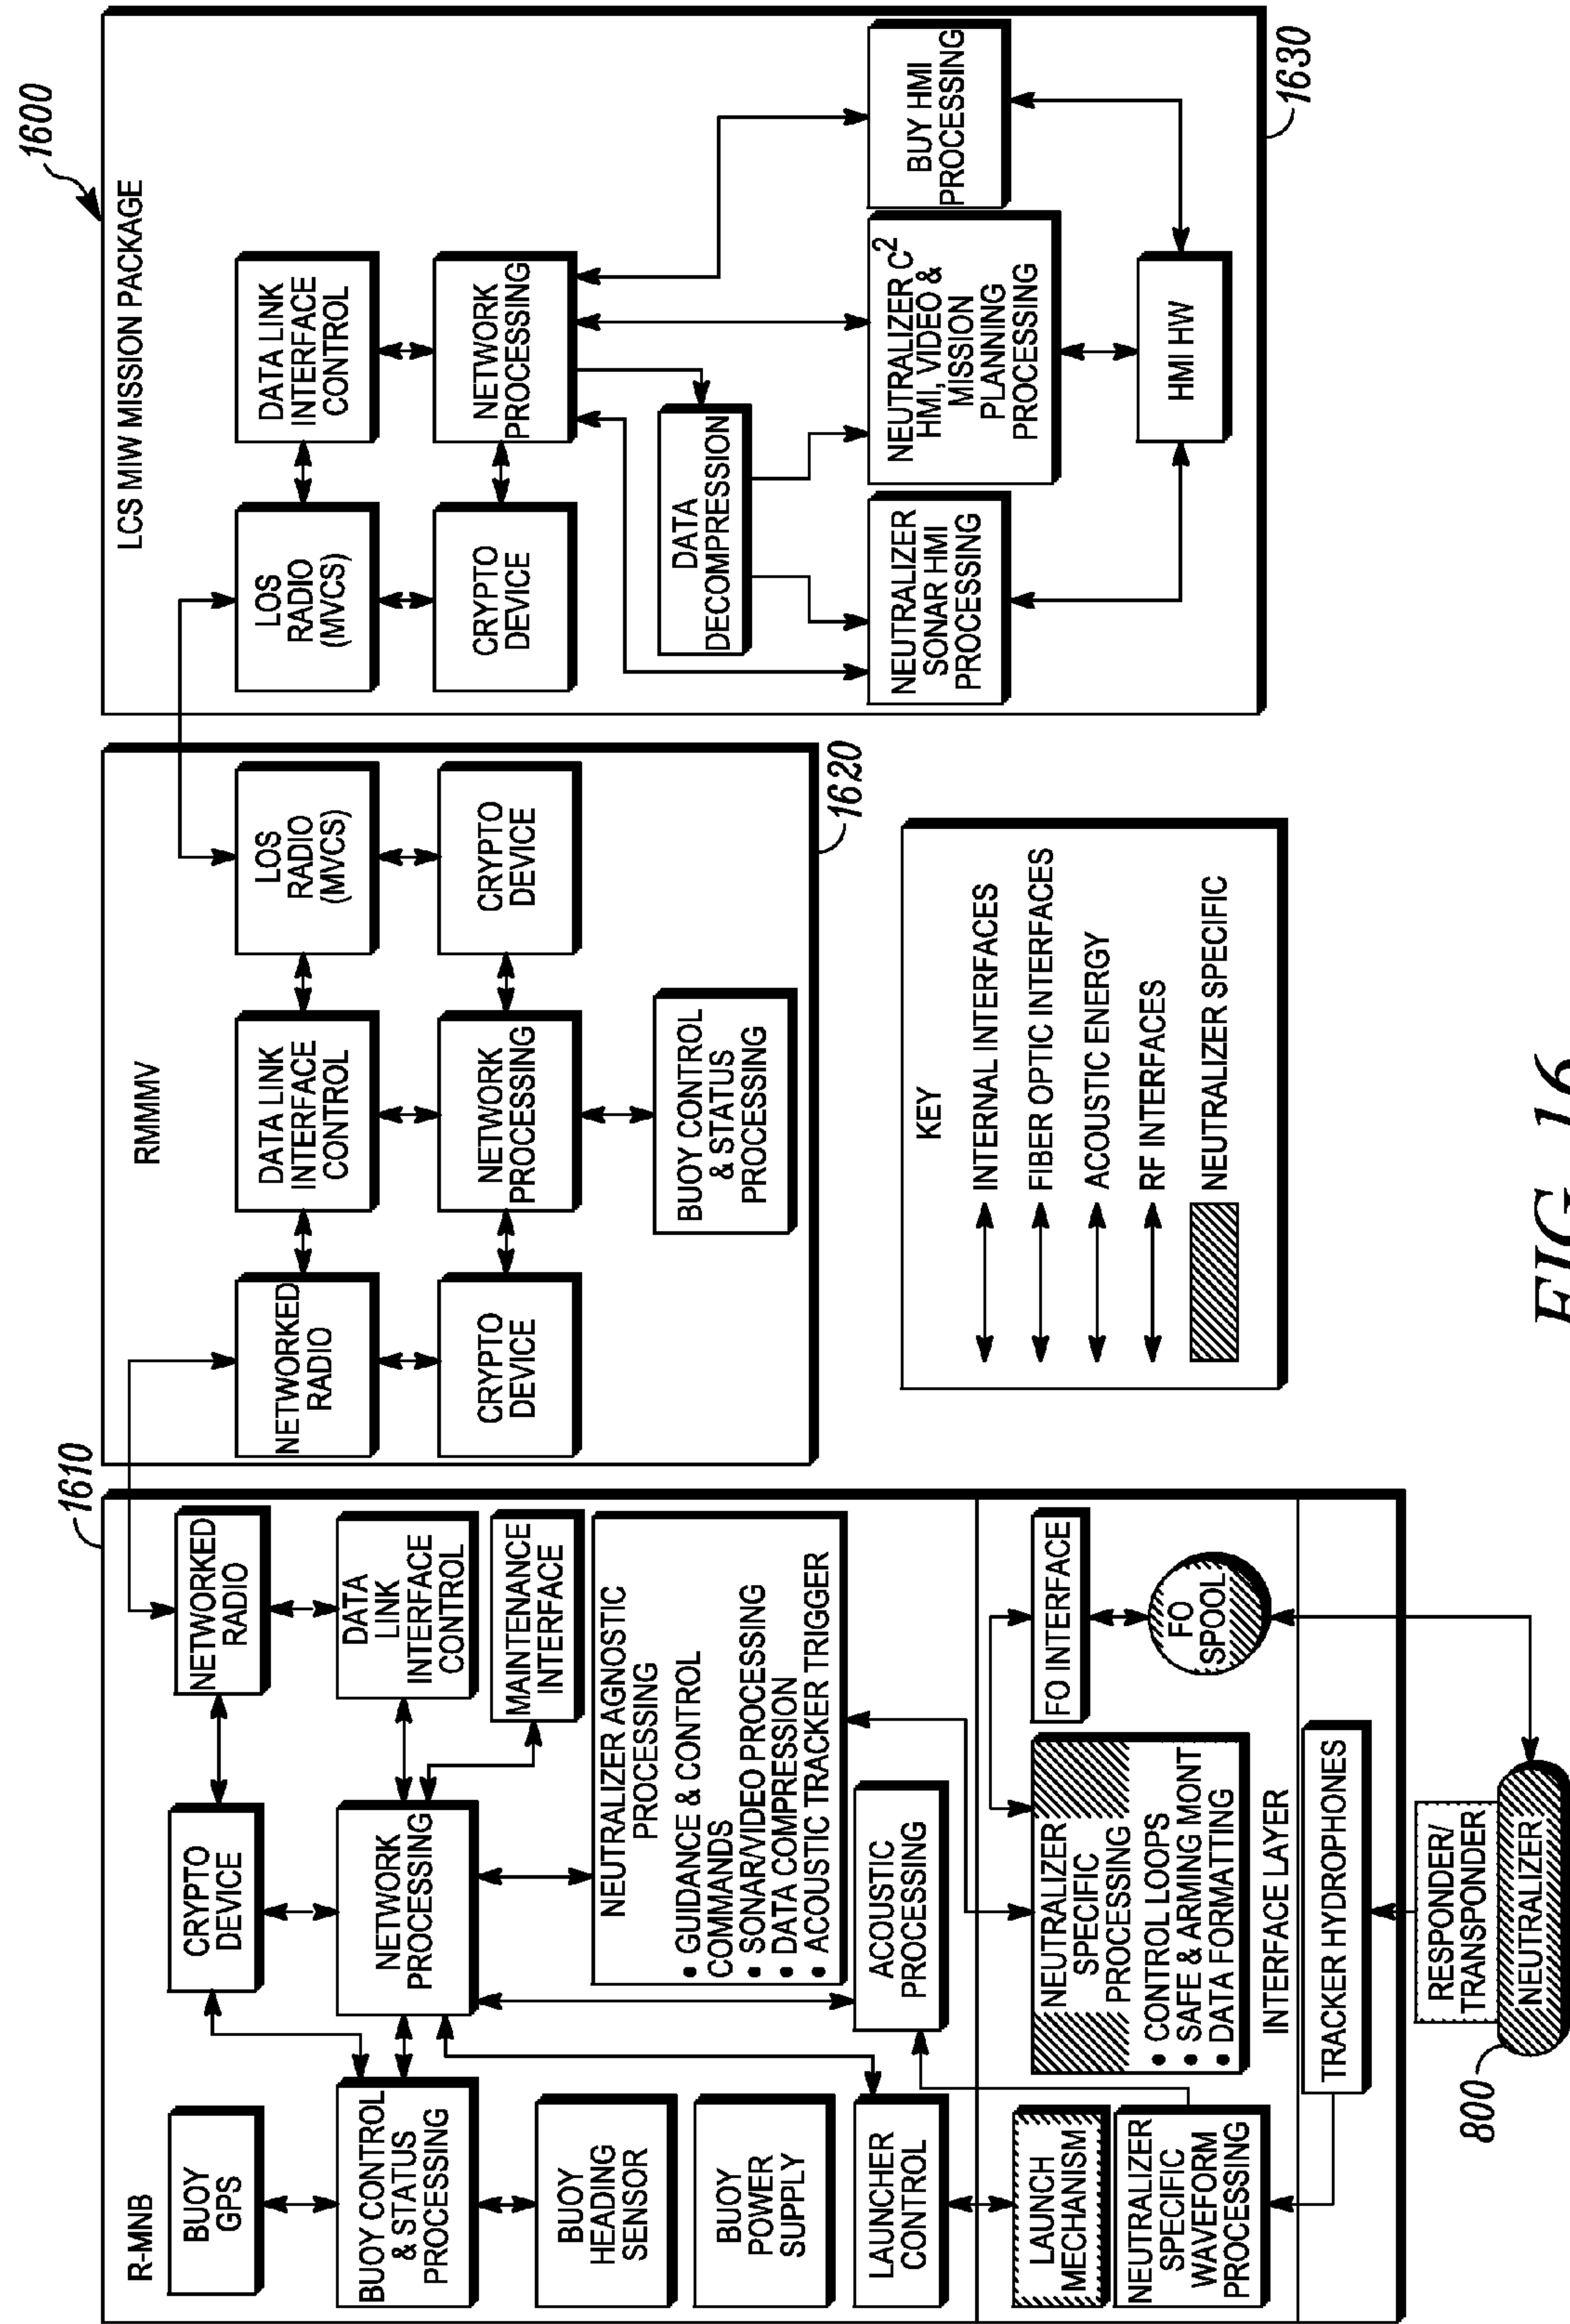 1600
LCS MIW MISSION PACKAGE
LOS
RADIO
(MVCS)
DATA LINK
INTERFACE
CONTROL
CRYPTO
DEVICE
NETWORK
PROCESSING
DATA
DECOMPRESSION
NEUTRALIZER
SONAR HMI
PROCESSING
NEUTRALIZER C2
HMI, VIDEO &
MISSION
PLANNING
PROCESSING
BUY HMI
PROCESSING
HMI HW
1630
RMMMV
NETWORKED
RADIO
DATA LINK
INTERFACE
CONTROL
LOS
RADIO
(MVCS)
CRYPTO
DEVICE
NETWORK
PROCESSING
CRYPTO
DEVICE
BUOY CONTROL
& STATUS
PROCESSING
1620
1610
R-MNB
BUOY
GPS
CRYPTO
DEVICE
NETWORKED
RADIO
BUOY CONTROL
& STATUS
PROCESSING
NETWORK
PROCESSING
DATA
LINK
INTERFACE
CONTROL
MAINTENANCE
INTERFACE
BUOY
HEADING
SENSOR
BUOY
POWER
SUPPLY
NEUTRALIZER AGNOSTIC
PROCESSING
• GUIDANCE & CONTROL
COMMANDS
• SONAR/VIDEO PROCESSING
• DATA COMPRESSION
• ACOUSTIC TRACKER TRIGGER
LAUNCHER
CONTROL
ACOUSTIC
PROCESSING
LAUNCH
MECHANISM
NEUTRALIZER
SPECIFIC
WAVEFORM
PROCESSING
NEUTRALIZER
SPECIFIC
PROCESSING
• CONTROL LOOPS
• SAFE & ARMING MONT
• DATA FORMATTING
FO INTERFACE
FO
SPOOL
INTERFACE LAYER
TRACKER HYDROPHONES
RESPONDER/
TRANSPONDER
NEUTRALIZER
800
KEY
INTERNAL INTERFACES
FIBER OPTIC INTERFACES
ACOUSTIC ENERGY
RF INTERFACES
NEUTRALIZER SPECIFIC
FIG. 16